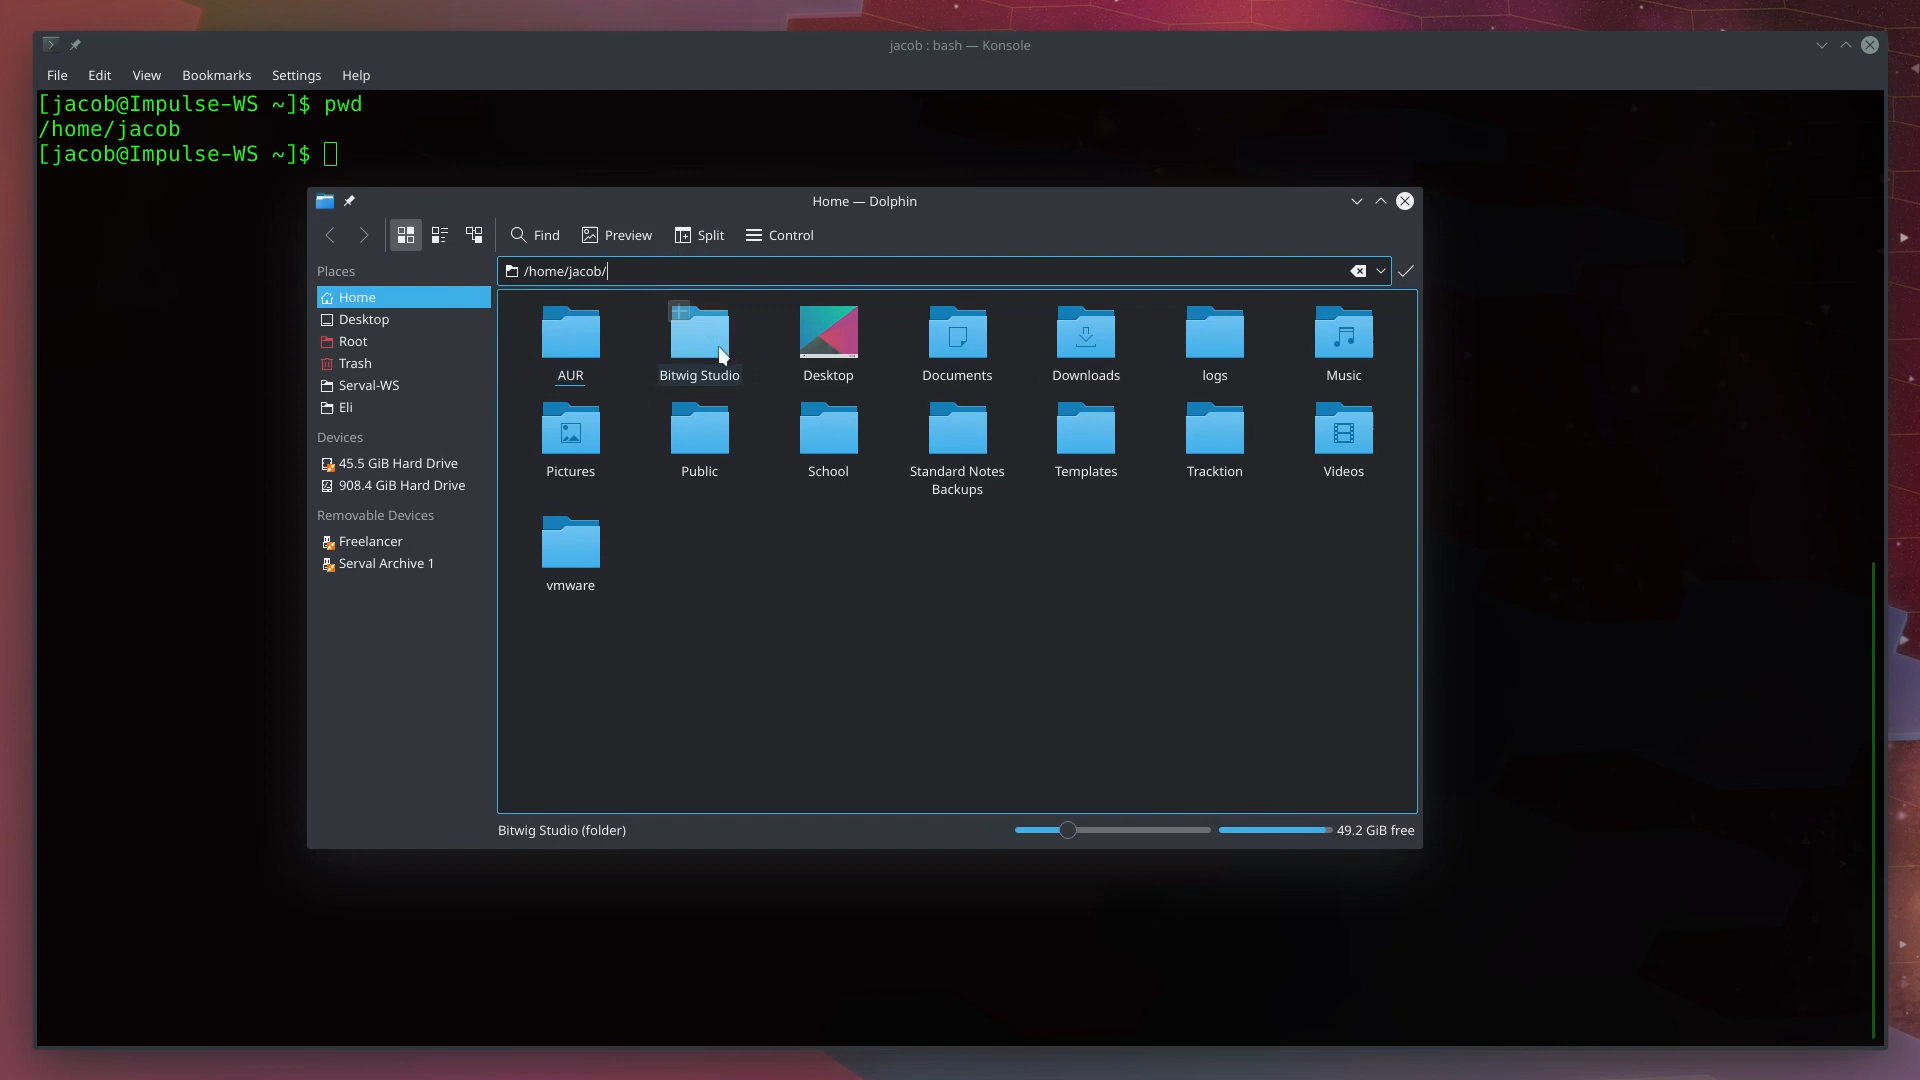 jacob : bash — Konsole
File Edit View Bookmarks Settings Help
[jacob@Impulse-WS ~]$ pwd
/home/jacob
[jacob@Impulse-WS ~]$
Home — Dolphin
Find Preview Split Control
Places
Home
Desktop
Root
Trash
Serval-WS
Eli
Devices
45.5 GiB Hard Drive
908.4 GiB Hard Drive
Removable Devices
Freelancer
Serval Archive 1
/home/jacob/
AUR Bitwig Studio Desktop Documents Downloads logs Music
Pictures Public School Standard Notes Templates Tracktion Videos
Backups
vmware
Bitwig Studio (folder) 49.2 GiB free